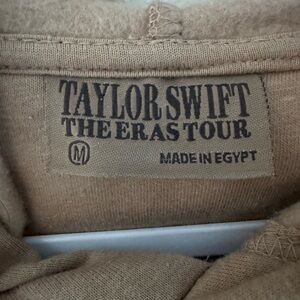 TAYLOR SWIFT
THE ERAS TOUR
M MADE IN EGYPT